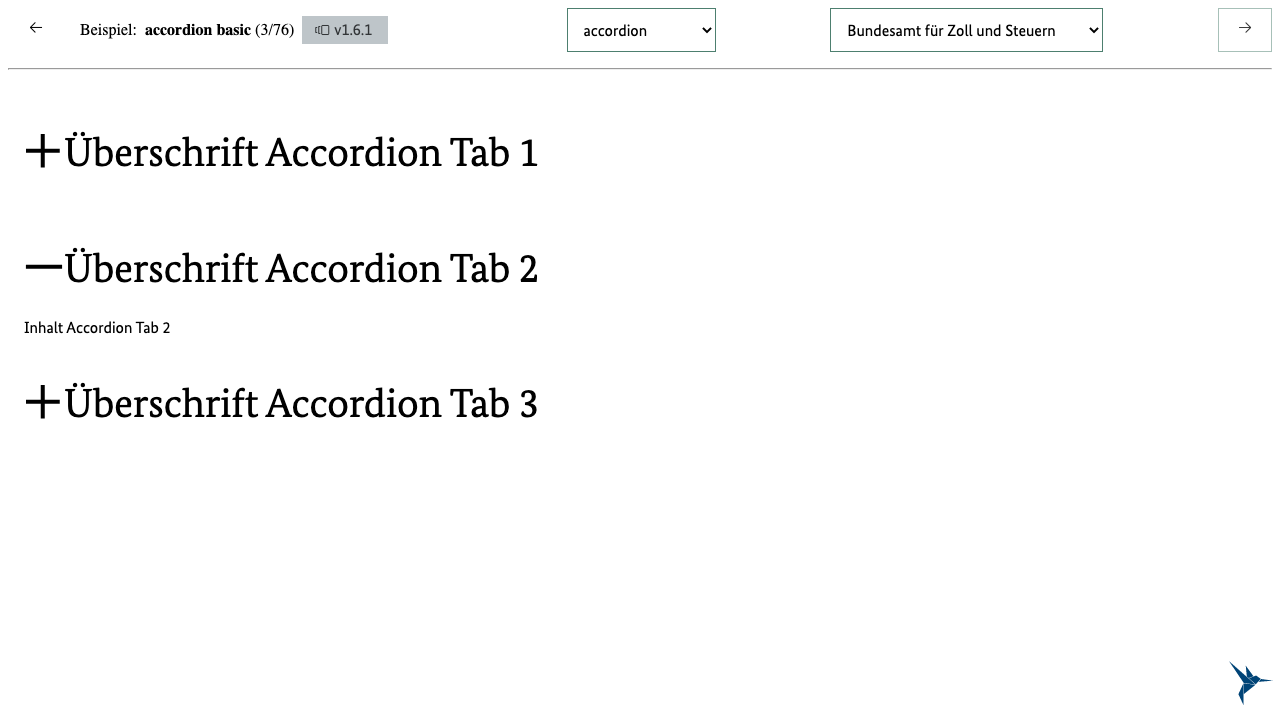 Beispiel: accordion basic (3/76) v1.6.1 accordion Bundesamt für Zoll und Steuern
Überschrift Accordion Tab 1
Überschrift Accordion Tab 2
Inhalt Accordion Tab 2
Überschrift Accordion Tab 3